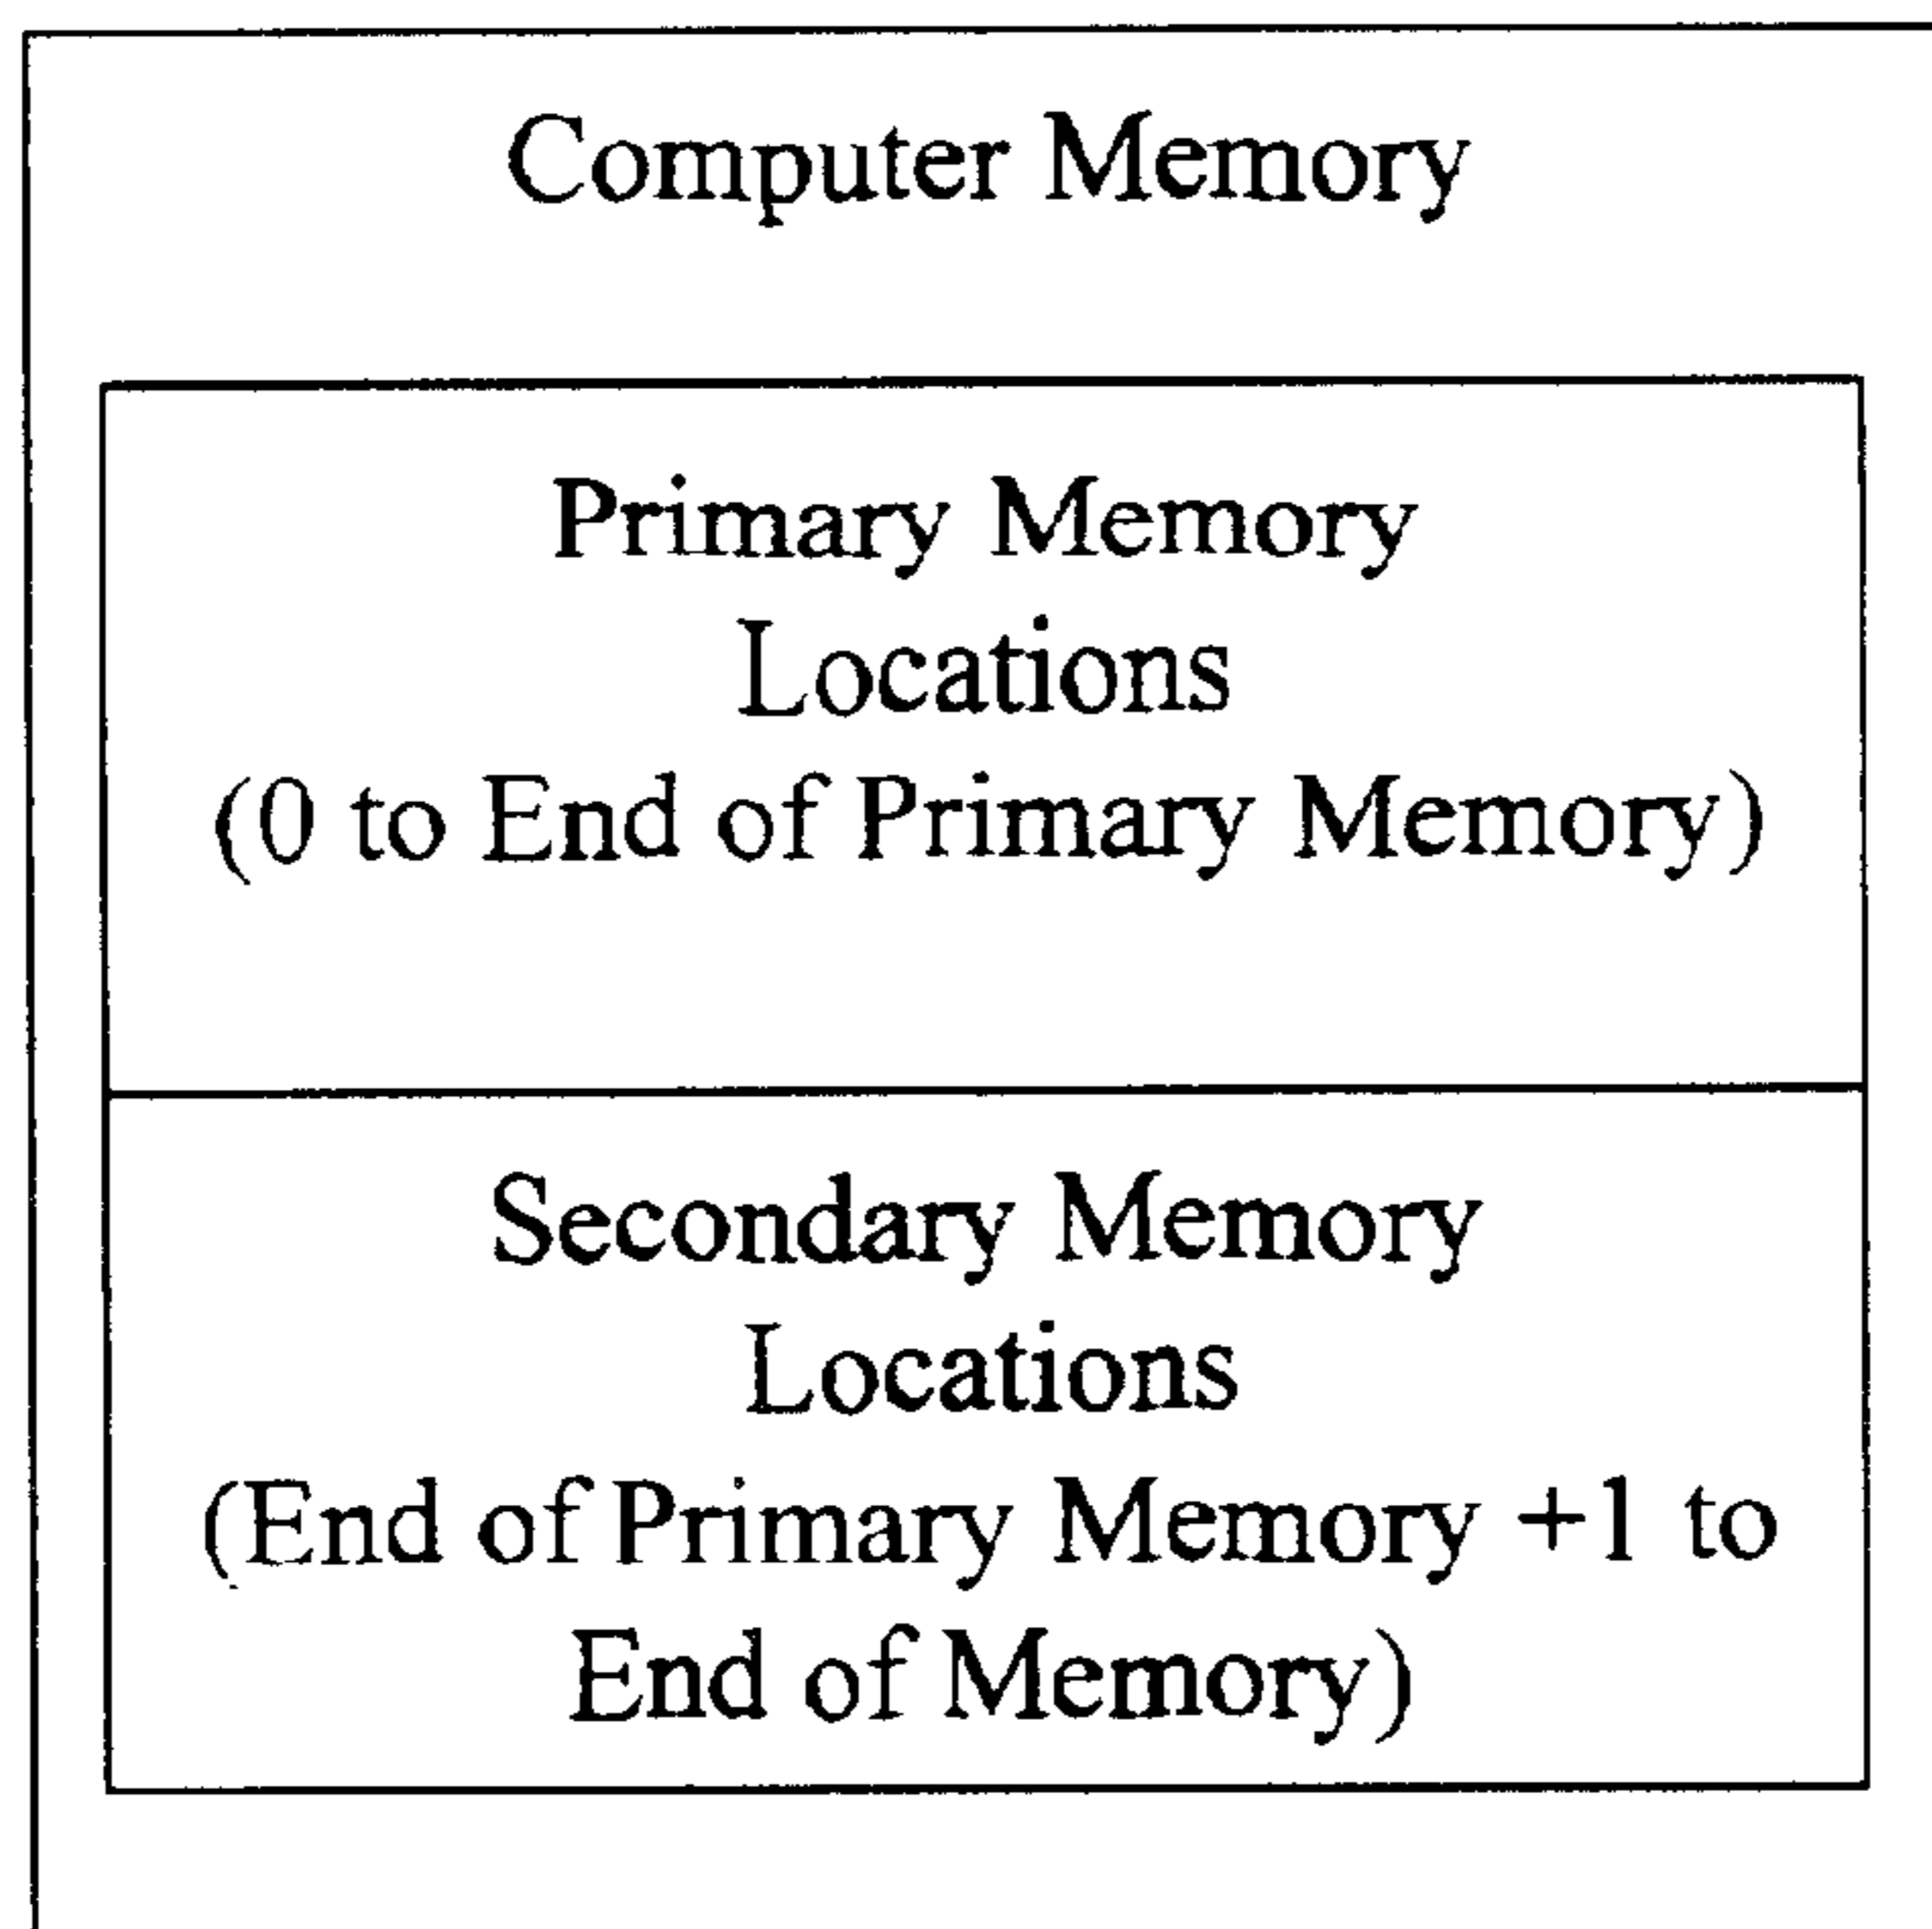 Computer Memory
Primary Memory
Locations
(0 to End of Primary Memory)
Secondary Memory
Locations
(End of Primary Memory +1 to
End of Memory)